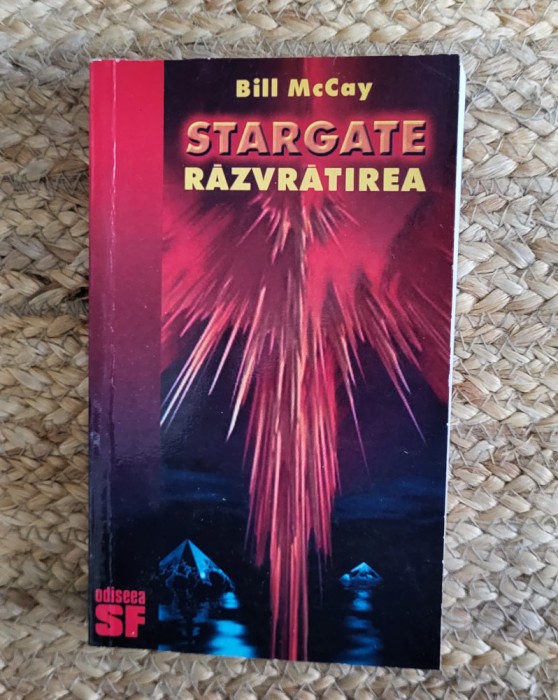 Bill McCay
STARGATE
RĂZVRĂTIREA
odiseea
SF